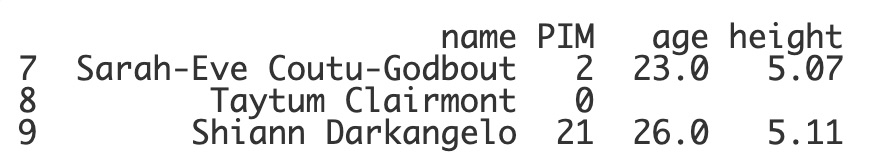 name PIM age height
7 Sarah-Eve Coutu-Godbout 2 23.0 5.07
8 Taytum Clairmont 0
9 Shiann Darkangelo 21 26.0 5.11